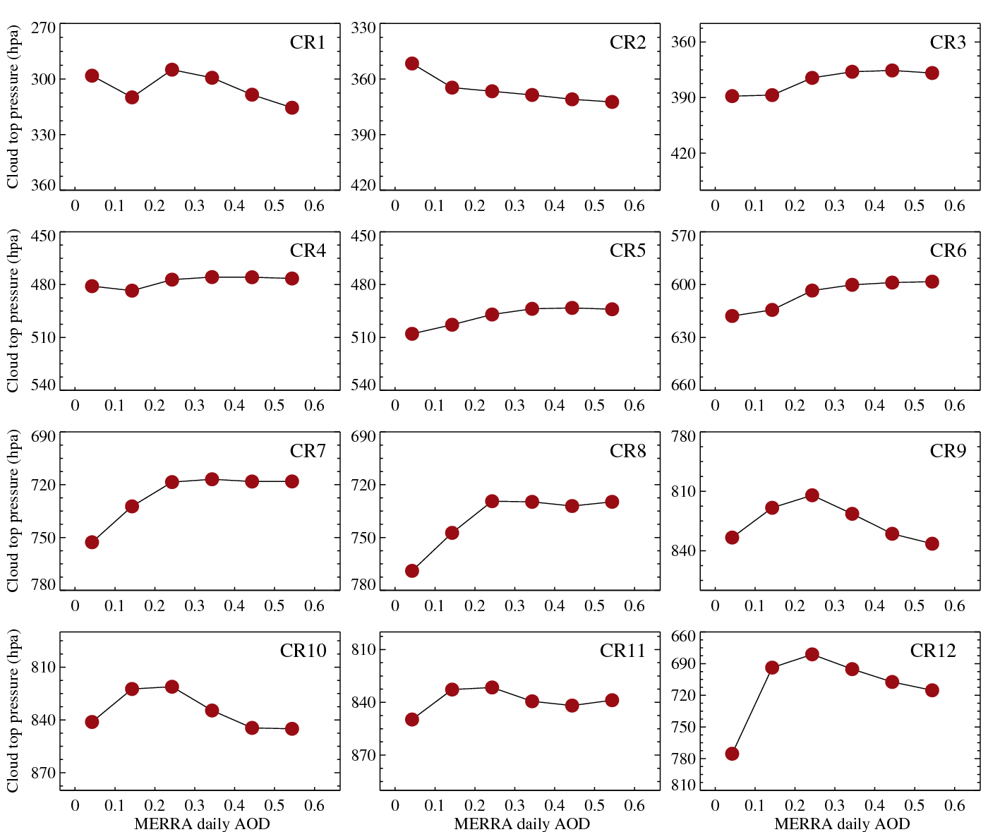 Cloud top pressure (hpa)
270
300
330
360
CR1
0 0.1 0.2 0.3 0.4 0.5 0.6
330
360
390
420
CR2
0 0.1 0.2 0.3 0.4 0.5 0.6
360
390
420
CR3
0 0.1 0.2 0.3 0.4 0.5 0.6
Cloud top pressure (hpa)
450
480
510
540
CR4
0 0.1 0.2 0.3 0.4 0.5 0.6
450
480
510
540
CR5
0 0.1 0.2 0.3 0.4 0.5 0.6
570
600
630
660
CR6
0 0.1 0.2 0.3 0.4 0.5 0.6
Cloud top pressure (hpa)
690
720
750
780
CR7
0 0.1 0.2 0.3 0.4 0.5 0.6
690
720
750
780
CR8
0 0.1 0.2 0.3 0.4 0.5 0.6
780
810
840
CR9
0 0.1 0.2 0.3 0.4 0.5 0.6
Cloud top pressure (hpa)
810
840
870
CR10
0 0.1 0.2 0.3 0.4 0.5 0.6
MERRA daily AOD
810
840
870
CR11
0 0.1 0.2 0.3 0.4 0.5 0.6
MERRA daily AOD
660
690
720
750
780
810
CR12
0 0.1 0.2 0.3 0.4 0.5 0.6
MERRA daily AOD